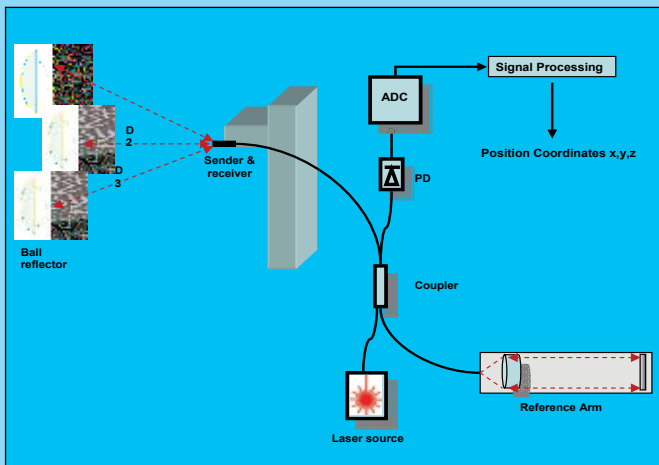 Signal Processing
ADC
D
2
Sender &
receiver
Position Coordinates x,y,z
PD
D
3
Ball
reflector
Coupler
Reference Arm
Laser source